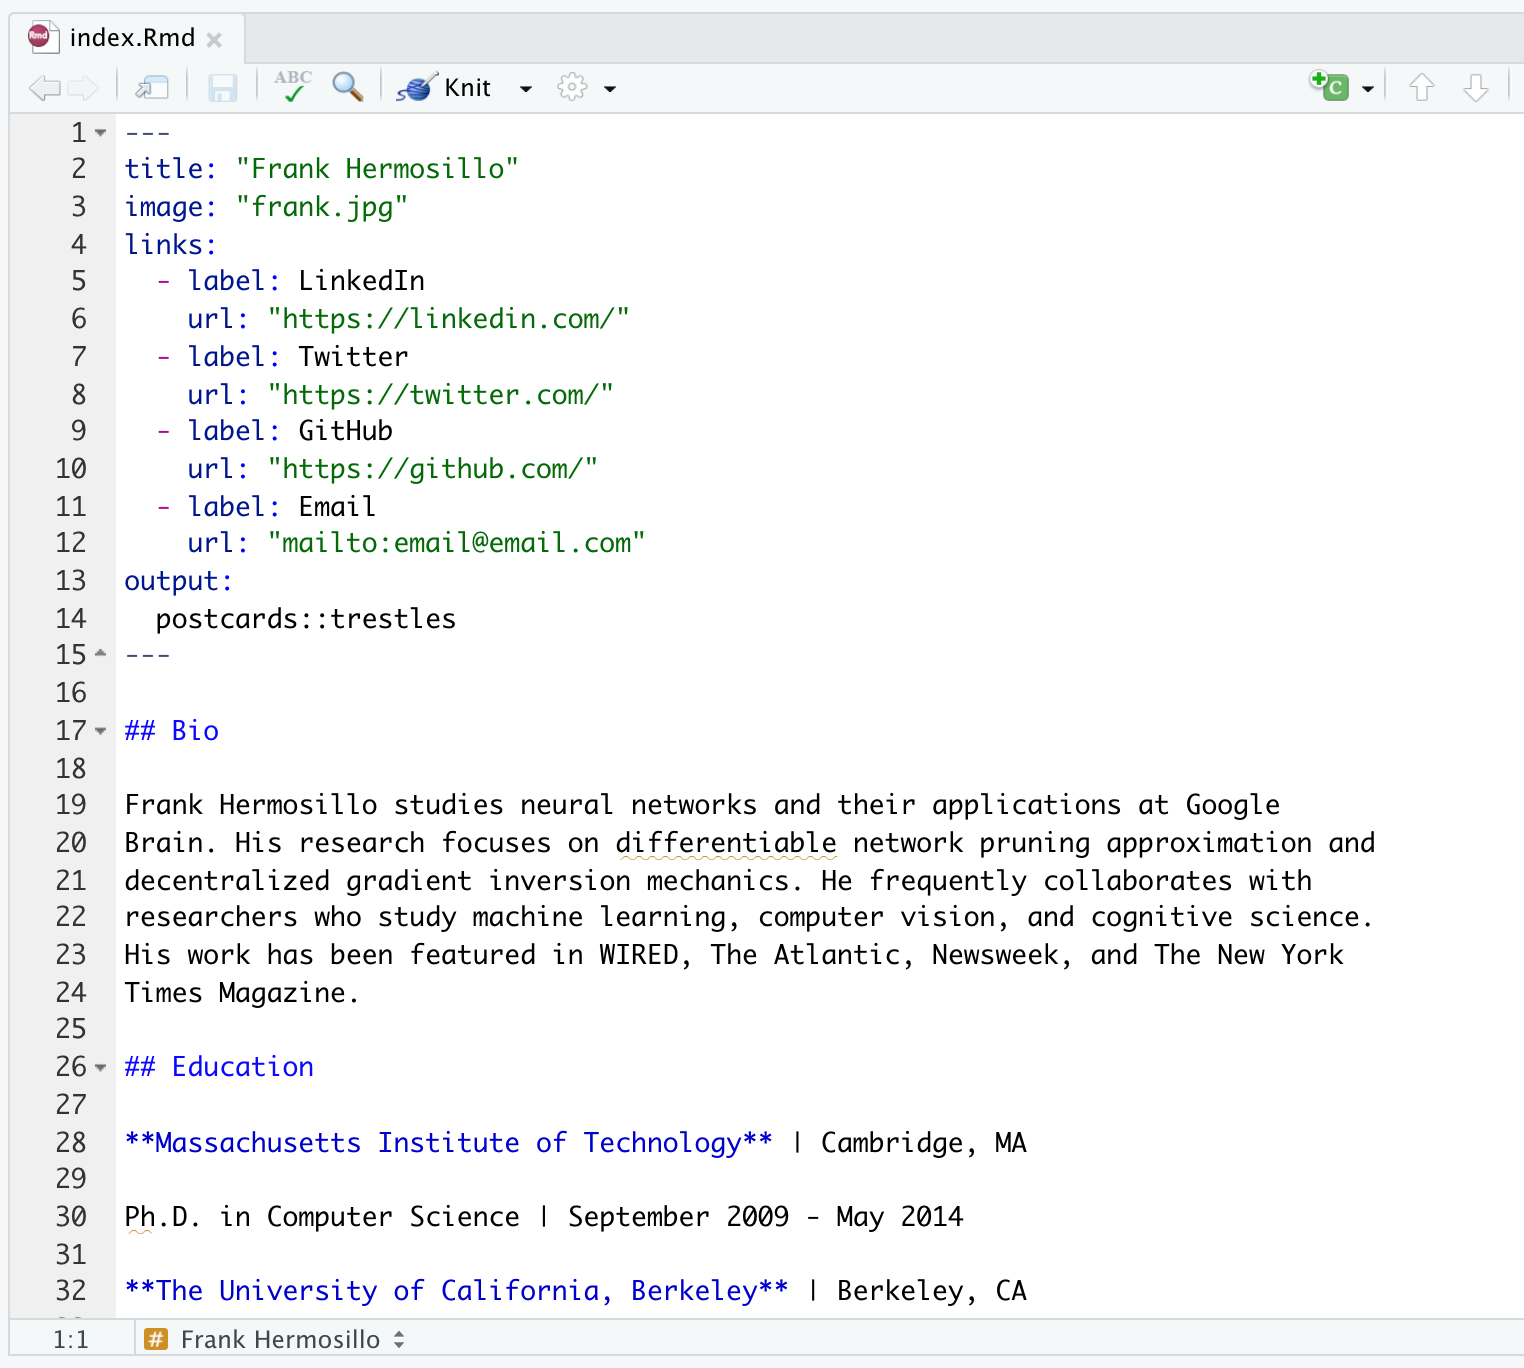 index.Rmd
ABC Knit C
1 ---
2 title: "Frank Hermosillo"
3 image: "frank.jpg"
4 links:
5   - label: LinkedIn
6     url: "https://linkedin.com/"
7   - label: Twitter
8     url: "https://twitter.com/"
9   - label: GitHub
10     url: "https://github.com/"
11   - label: Email
12     url: "mailto:email@email.com"
13 output:
14   postcards::trestles
15 ---
16
17 ## Bio
18
19 Frank Hermosillo studies neural networks and their applications at Google
20 Brain. His research focuses on differentiable network pruning approximation and
21 decentralized gradient inversion mechanics. He frequently collaborates with
22 researchers who study machine learning, computer vision, and cognitive science.
23 His work has been featured in WIRED, The Atlantic, Newsweek, and The New York
24 Times Magazine.
25
26 ## Education
27
28 **Massachusetts Institute of Technology** | Cambridge, MA
29
30 Ph.D. in Computer Science | September 2009 - May 2014
31
32 **The University of California, Berkeley** | Berkeley, CA
1:1 # Frank Hermosillo